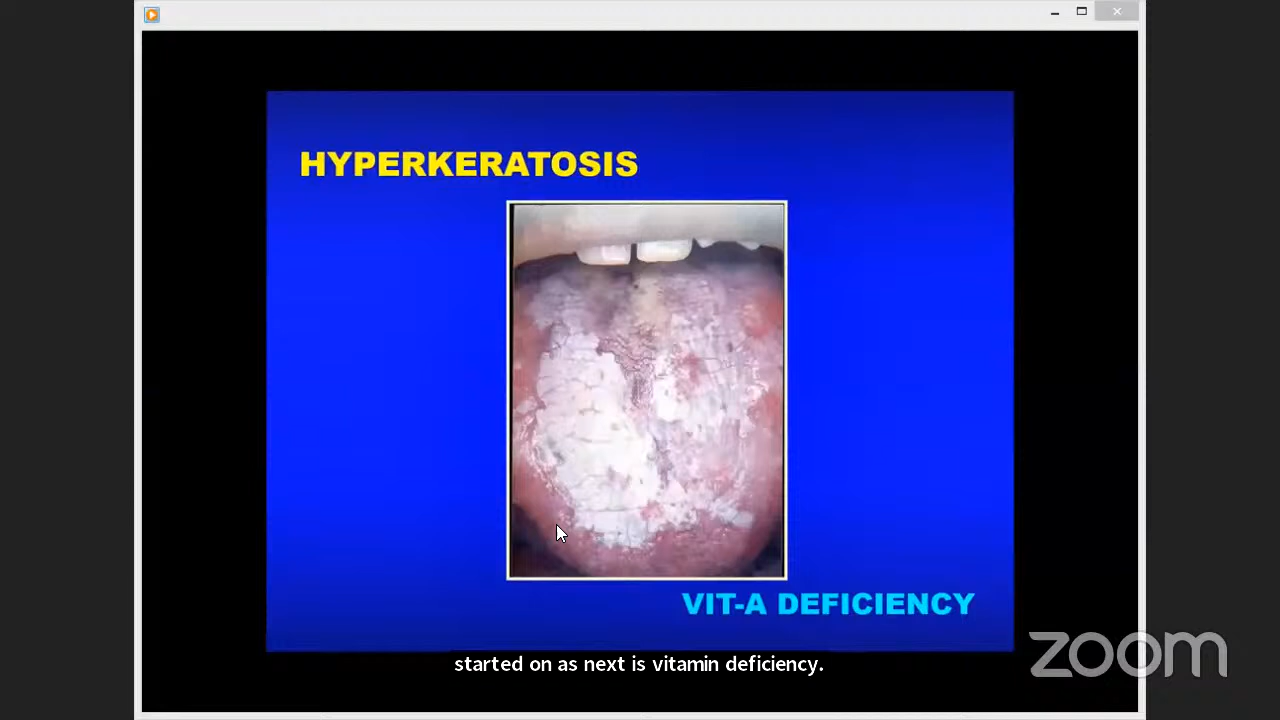 HYPERKERATOSIS
VIT-A DEFICIENCY
started on as next is vitamin deficiency.
zoom